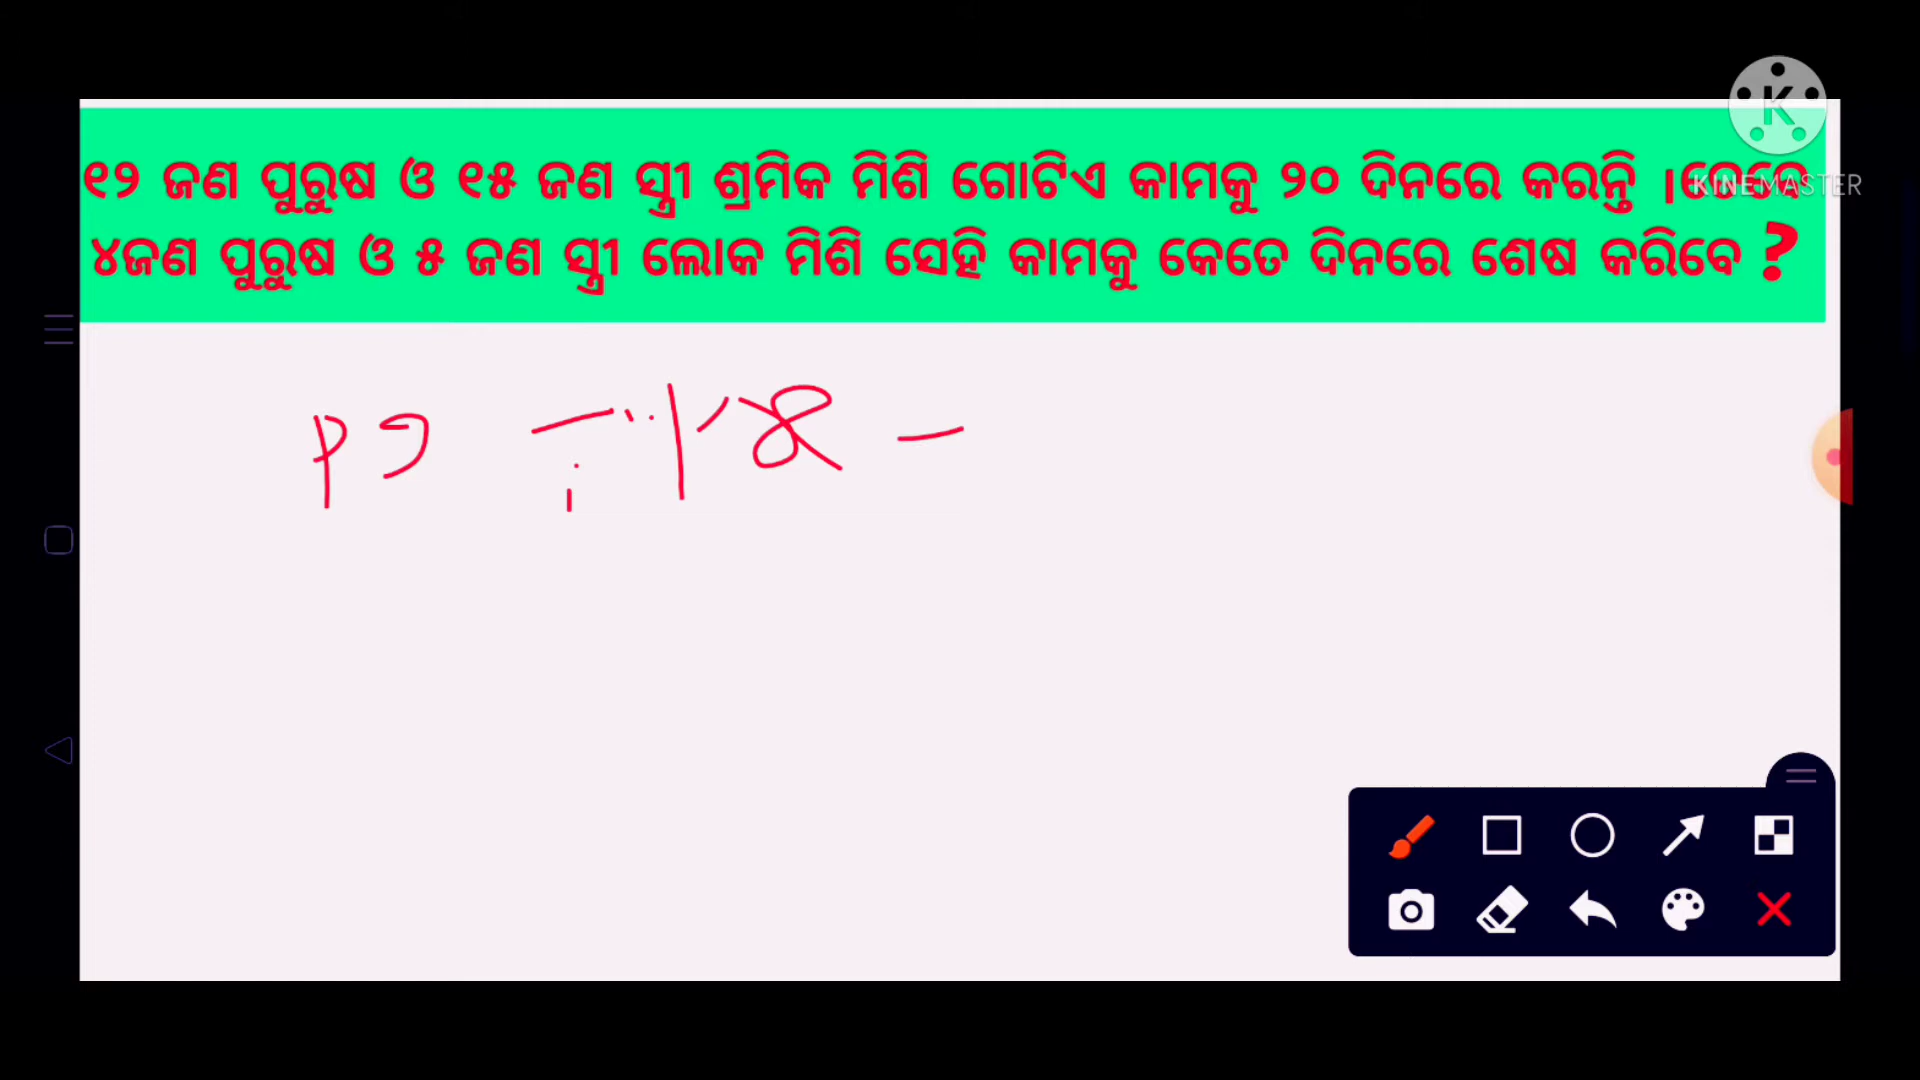 ୧୨ ଜଣ ପୁରୁଷ ଓ ୧୫ ଜଣ ସ୍ତ୍ରୀ ଶ୍ରମିକ ମିଶି ଗୋଟିଏ କାମକୁ ୨୦ ଦିନରେ କରନ୍ତି ।ତେବେ
୪ଜଣ ପୁରୁଷ ଓ ୫ ଜଣ ସ୍ତ୍ରୀ ଲୋକ ମିଶି ସେହି କାମକୁ କେତେ ଦିନରେ ଶେଷ କରିବେ ?
K
KINEMASTER